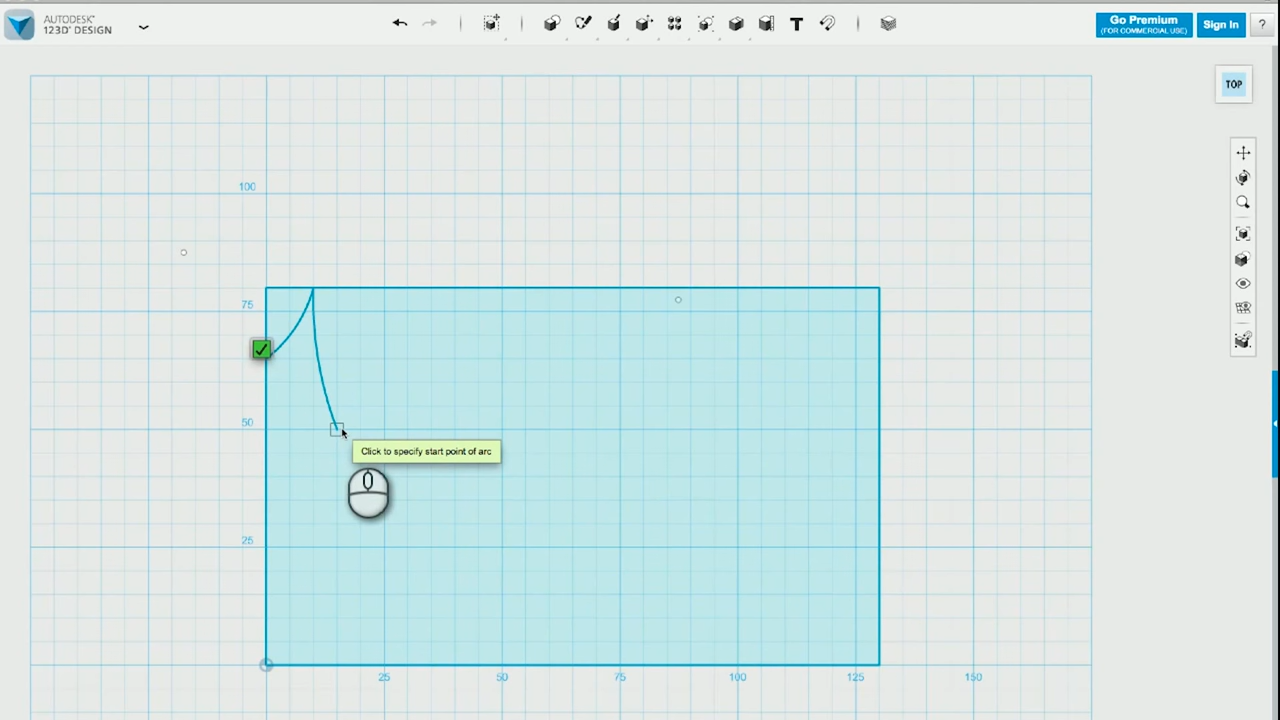 AUTODESK®
123D® DESIGN
Go Premium
(FOR COMMERCIAL USE)
Sign In
?
T
TOP
100
75
50
25
Click to specify start point of arc
25
50
75
100
125
150